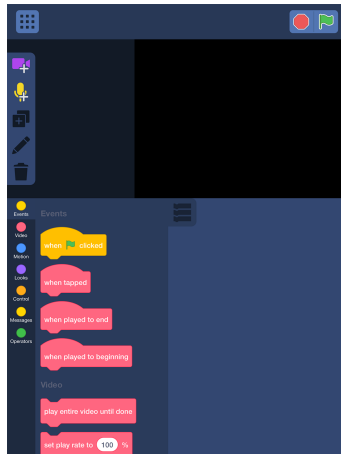 Events
Video
Motion
Looks
Control
Messages
Operators
Events
when clicked
when tapped
when played to end
when played to beginning
Video
play entire video until done
set play rate to 100 %